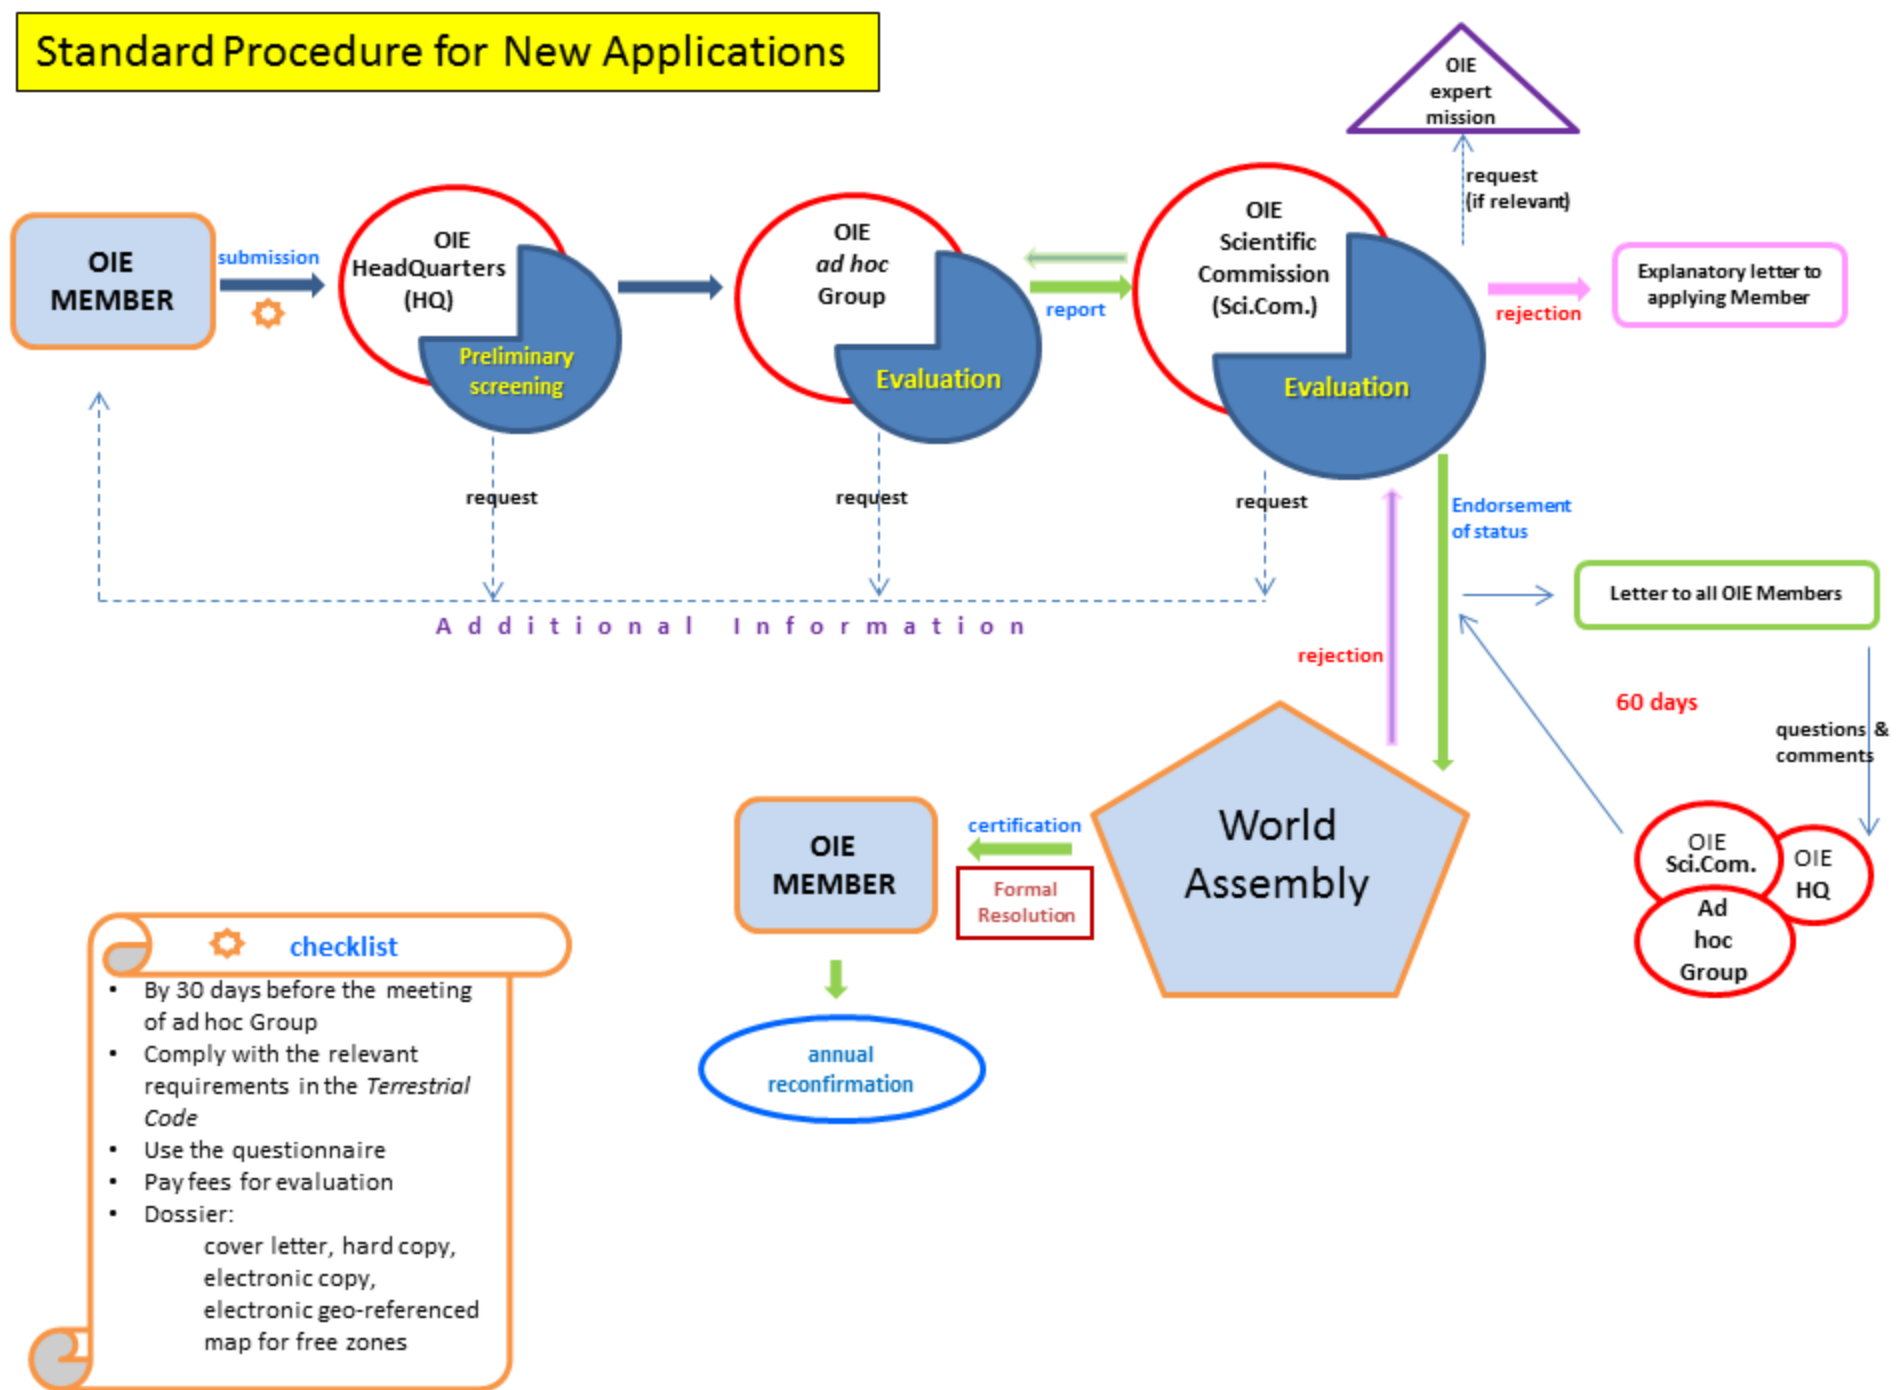 Standard Procedure for New Applications
OIE
expert
mission
request
(if relevant)
OIE
MEMBER
submission
OIE
HeadQuarters
(HQ)
Preliminary
screening
OIE
ad hoc
Group
Evaluation
report
OIE
Scientific
Commission
(Sci.Com.)
Evaluation
rejection
Explanatory letter to
applying Member
request
request
request
Additional Information
Endorsement
of status
Letter to all OIE Members
rejection
60 days
questions &
comments
OIE
Sci.Com.
OIE
HQ
Ad
hoc
Group
World
Assembly
certification
Formal
Resolution
OIE
MEMBER
annual
reconfirmation
checklist
• By 30 days before the meeting
of ad hoc Group
• Comply with the relevant
requirements in the Terrestrial
Code
• Use the questionnaire
• Pay fees for evaluation
• Dossier:
cover letter, hard copy,
electronic copy,
electronic geo-referenced
map for free zones